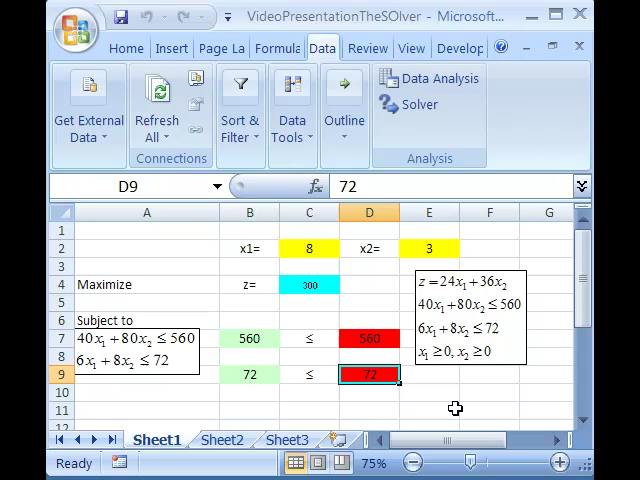 VideoPresentationTheSOlver - Microsoft...
Home Insert Page La Formula Data Review View Develop
Get External Data
Refresh All
Connections
Sort & Filter
Data Tools
Outline
Data Analysis
Solver
Analysis
D9 fx 72
A B C D E F G
1
2 x1= 8 x2= 3
3
4 Maximize z= 300
z = 24x₁ + 36x₂
5
40x₁ + 80x₂ ≤ 560
6 Subject to
6x₁ + 8x₂ ≤ 72
7 40x₁ + 80x₂ ≤ 560 560 ≤ 560
x₁ ≥ 0, x₂ ≥ 0
8 6x₁ + 8x₂ ≤ 72
9 72 ≤ 72
10
11
12
Sheet1 Sheet2 Sheet3
Ready 75%